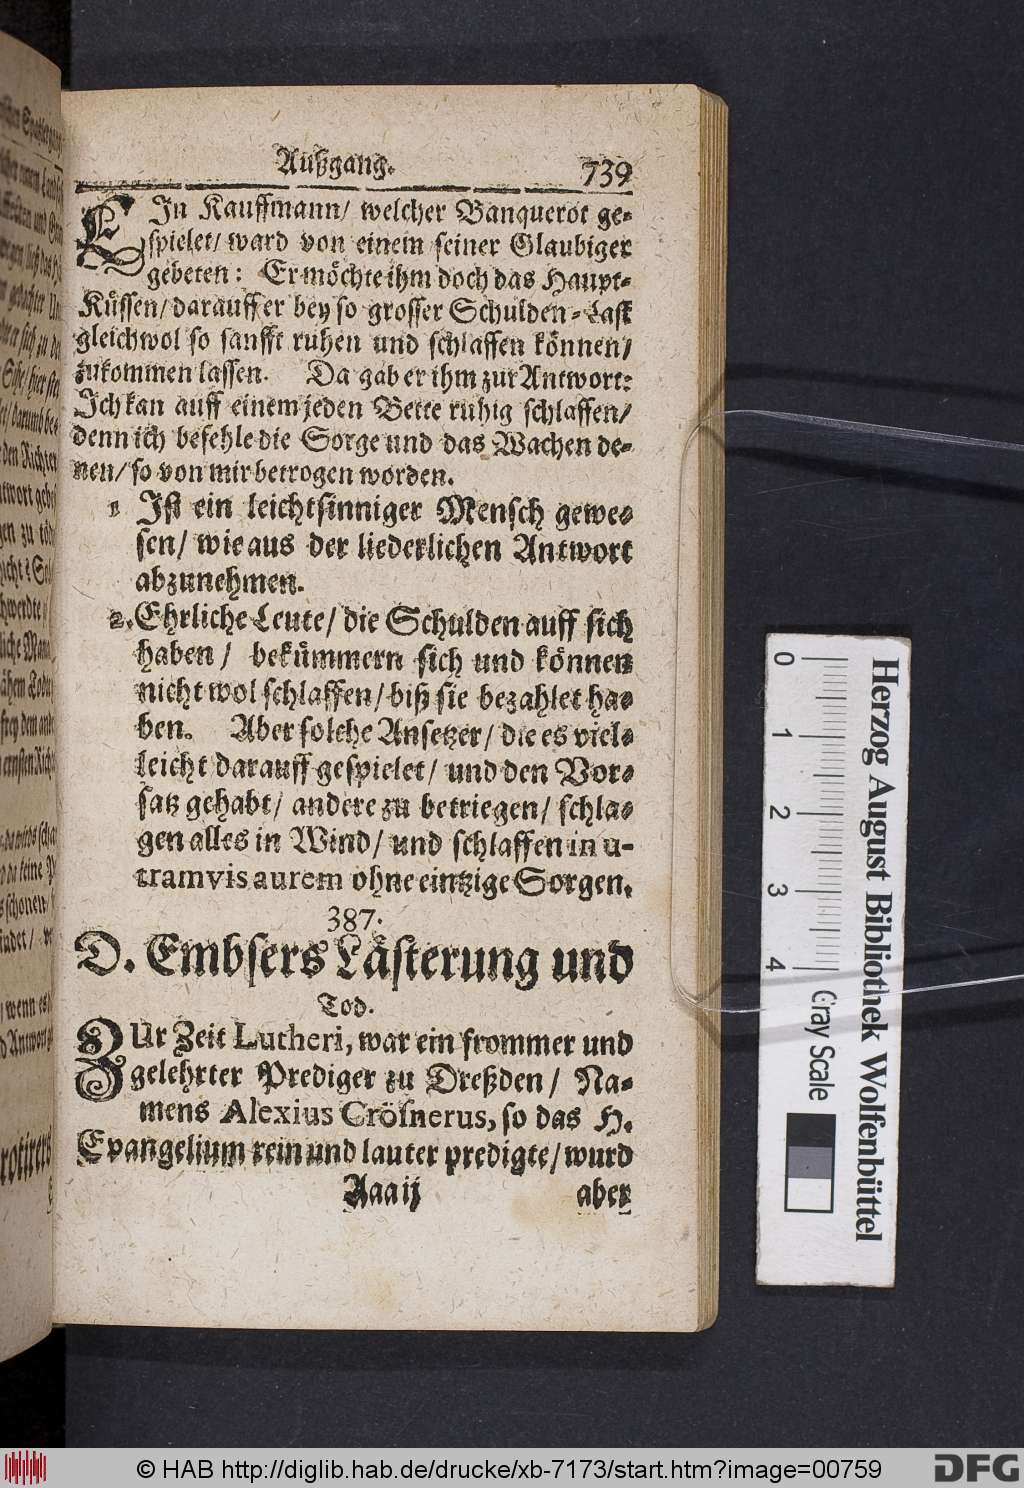 Außgang. 739
EIn Kauffmann/ welcher Banquerot ge-
spielet/ ward von einem seiner Glaubiger
gebeten: Er möchte ihm doch das Haupt-
Küssen/ darauff er bey so grosser Schulden-Last
gleichwol so sanfft ruhen und schlaffen können/
zukommen lassen. Da gab er ihm zur Antwort:
Ich kan auff einem jeden Bette ruhig schlaffen/
denn ich befehle die Sorge und das Wachen de-
nen/ so von mir betrogen worden.
1 Ist ein leichtsinniger Mensch gewe-
sen/ wie aus der liederlichen Antwort
abzunehmen.
2. Ehrliche Leute/ die Schulden auff sich
haben/ bekümmern sich und können
nicht wol schlaffen/ biß sie bezahlet ha-
ben. Aber solche Ansetzer/ die es viel-
leicht darauff gespielet/ und den Vor-
satz gehabt/ andere zu betriegen/ schla-
gen alles in Wind/ und schlaffen in u-
tramvis aurem ohne eintzige Sorgen.
387.
D. Embsers Lästerung und
Tod.
ZUr Zeit Lutheri, war ein frommer und
gelehrter Prediger zu Dreßden/ Na-
mens Alexius Crösnerus, so das H.
Evangelium rein und lauter predigte/ wurd
Aaa ij aber
Herzog August Bibliothek Wolfenbüttel
0 1 2 3 4 Gray Scale
© HAB http://diglib.hab.de/drucke/xb-7173/start.htm?image=00759
DFG